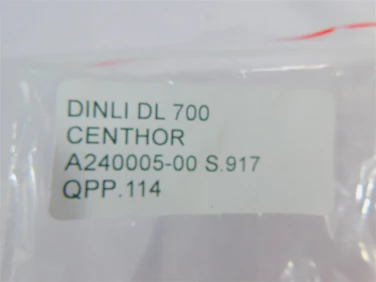 DINLI DL 700
CENTHOR
A240005-00 S.917
QPP.114